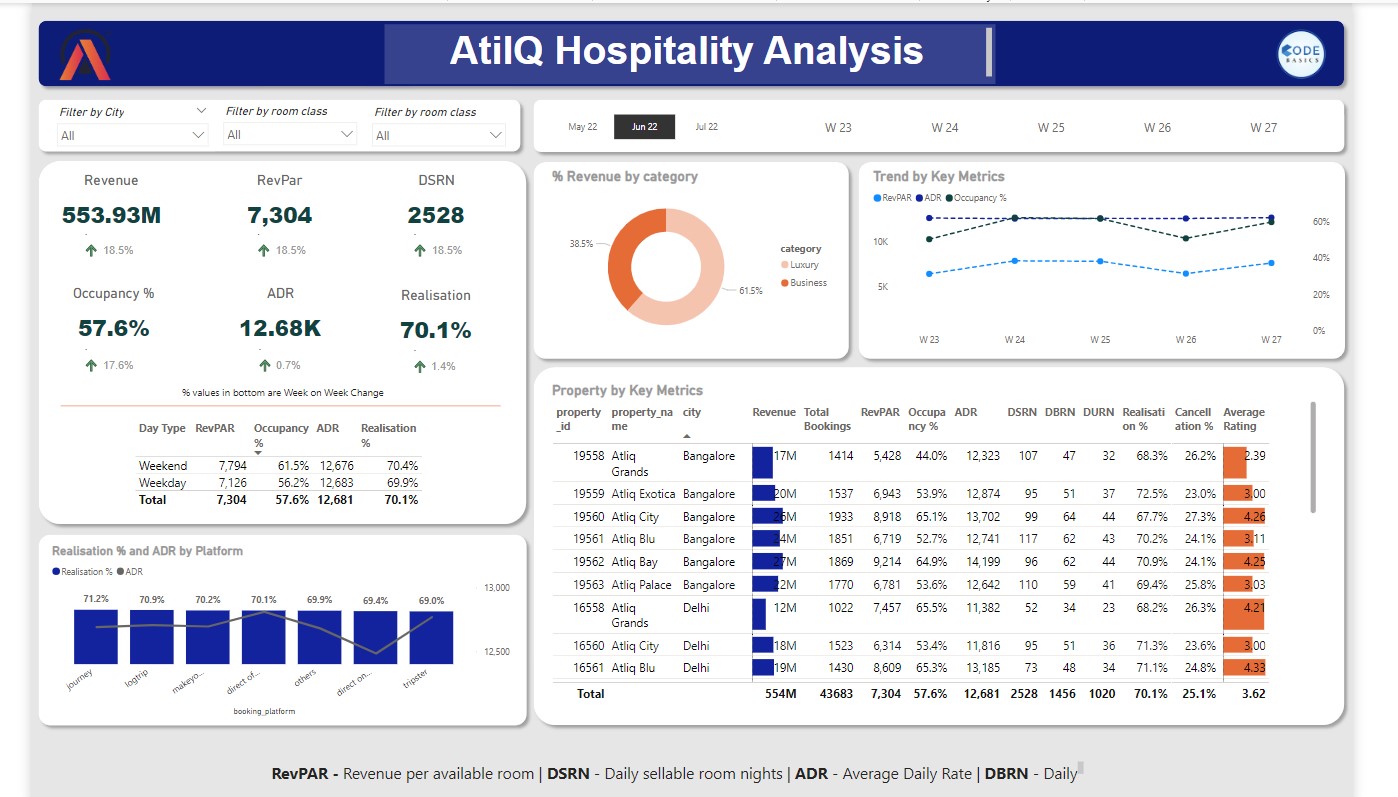 AtilQ Hospitality Analysis
CODE
BASICS
Filter by City
All
Filter by room class
All
Filter by room class
All
May 22 Jun 22 Jul 22 W 23 W 24 W 25 W 26 W 27
Revenue RevPar DSRN
553.93M 7,304 2528
18.5% 18.5% 18.5%
Occupancy % ADR Realisation
57.6% 12.68K 70.1%
17.6% 0.7% 1.4%
% values in bottom are Week on Week Change
Day Type RevPAR Occupancy % ADR Realisation %
Weekend 7,794 61.5% 12,676 70.4%
Weekday 7,126 56.2% 12,683 69.9%
Total 7,304 57.6% 12,681 70.1%
% Revenue by category
38.5%
61.5%
category
Luxury
Business
Trend by Key Metrics
RevPAR ADR Occupancy %
10K
5K
60%
40%
20%
0%
W 23 W 24 W 25 W 26 W 27
Realisation % and ADR by Platform
Realisation % ADR
71.2% 70.9% 70.2% 70.1% 69.9% 69.4% 69.0%
13,000
12,500
journey logtrip makeyo... direct of... others direct on... tripster
booking_platform
Property by Key Metrics
property_id property_name city Revenue Total Bookings RevPAR Occupancy % ADR DSRN DBRN DURN Realisation % Cancellation % Average Rating
19558 Atliq Grands Bangalore 17M 1414 5,428 44.0% 12,323 107 47 32 68.3% 26.2% 2.39
19559 Atliq Exotica Bangalore 20M 1537 6,943 53.9% 12,874 95 51 37 72.5% 23.0% 3.00
19560 Atliq City Bangalore 26M 1933 8,918 65.1% 13,702 99 64 44 67.7% 27.3% 4.26
19561 Atliq Blu Bangalore 24M 1851 6,719 52.7% 12,741 117 62 43 70.2% 24.1% 3.11
19562 Atliq Bay Bangalore 27M 1869 9,214 64.9% 14,199 96 62 44 70.9% 24.1% 4.25
19563 Atliq Palace Bangalore 22M 1770 6,781 53.6% 12,642 110 59 41 69.4% 25.8% 3.03
16558 Atliq Grands Delhi 12M 1022 7,457 65.5% 11,382 52 34 23 68.2% 26.3% 4.21
16560 Atliq City Delhi 18M 1523 6,314 53.4% 11,816 95 51 36 71.3% 23.6% 3.00
16561 Atliq Blu Delhi 19M 1430 8,609 65.3% 13,185 73 48 34 71.1% 24.8% 4.33
Total 554M 43683 7,304 57.6% 12,681 2528 1456 1020 70.1% 25.1% 3.62
RevPAR - Revenue per available room | DSRN - Daily sellable room nights | ADR - Average Daily Rate | DBRN - Daily